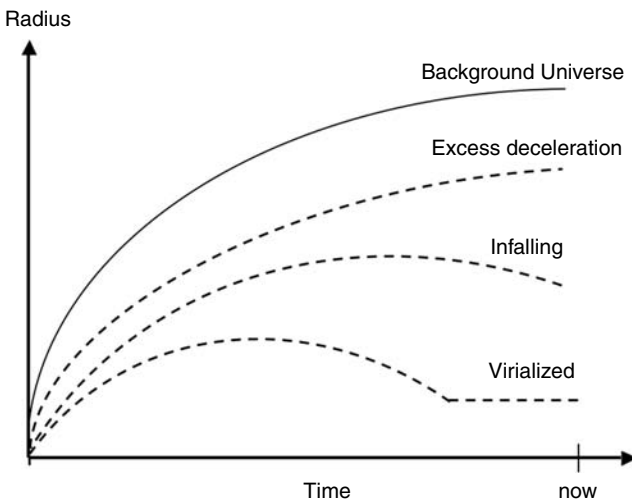 Radius
Background Universe
Excess deceleration
Infalling
Virialized
Time
now